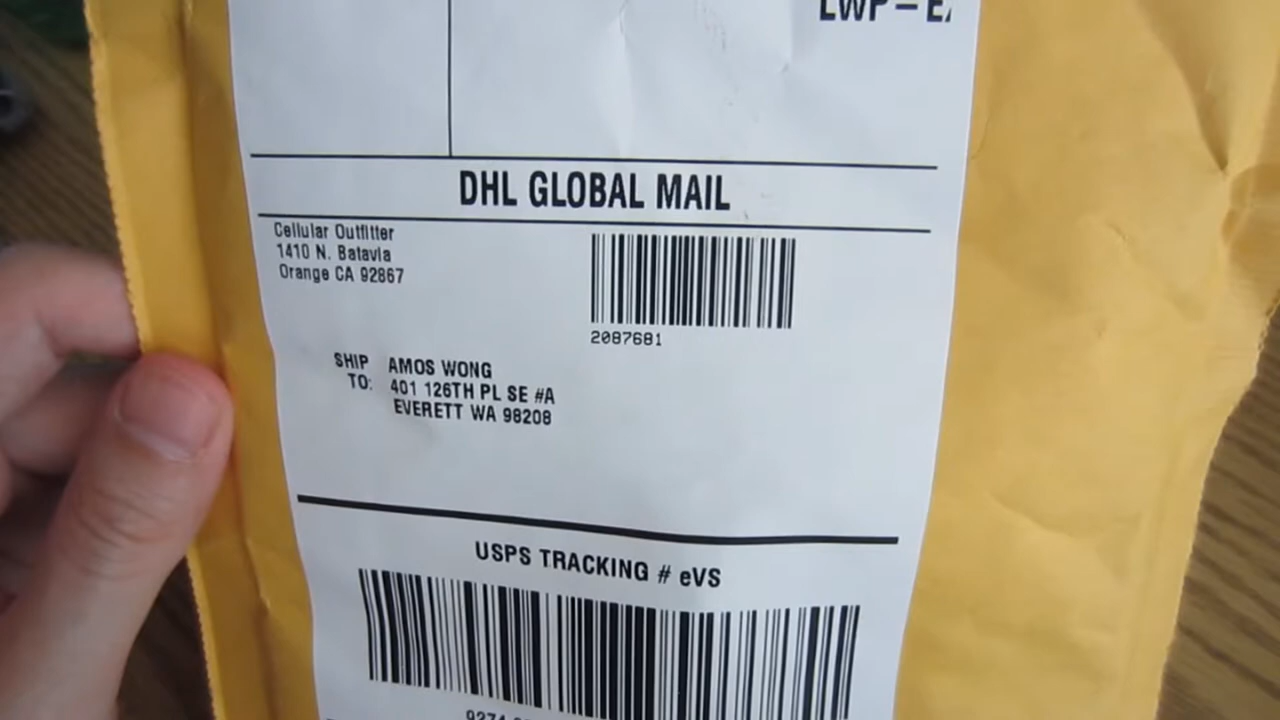 DHL GLOBAL MAIL
Cellular Outfitter
1410 N. Batavia
Orange CA 92867
2087681
SHIP TO: AMOS WONG
401 126TH PL SE #A
EVERETT WA 98208
USPS TRACKING # eVS